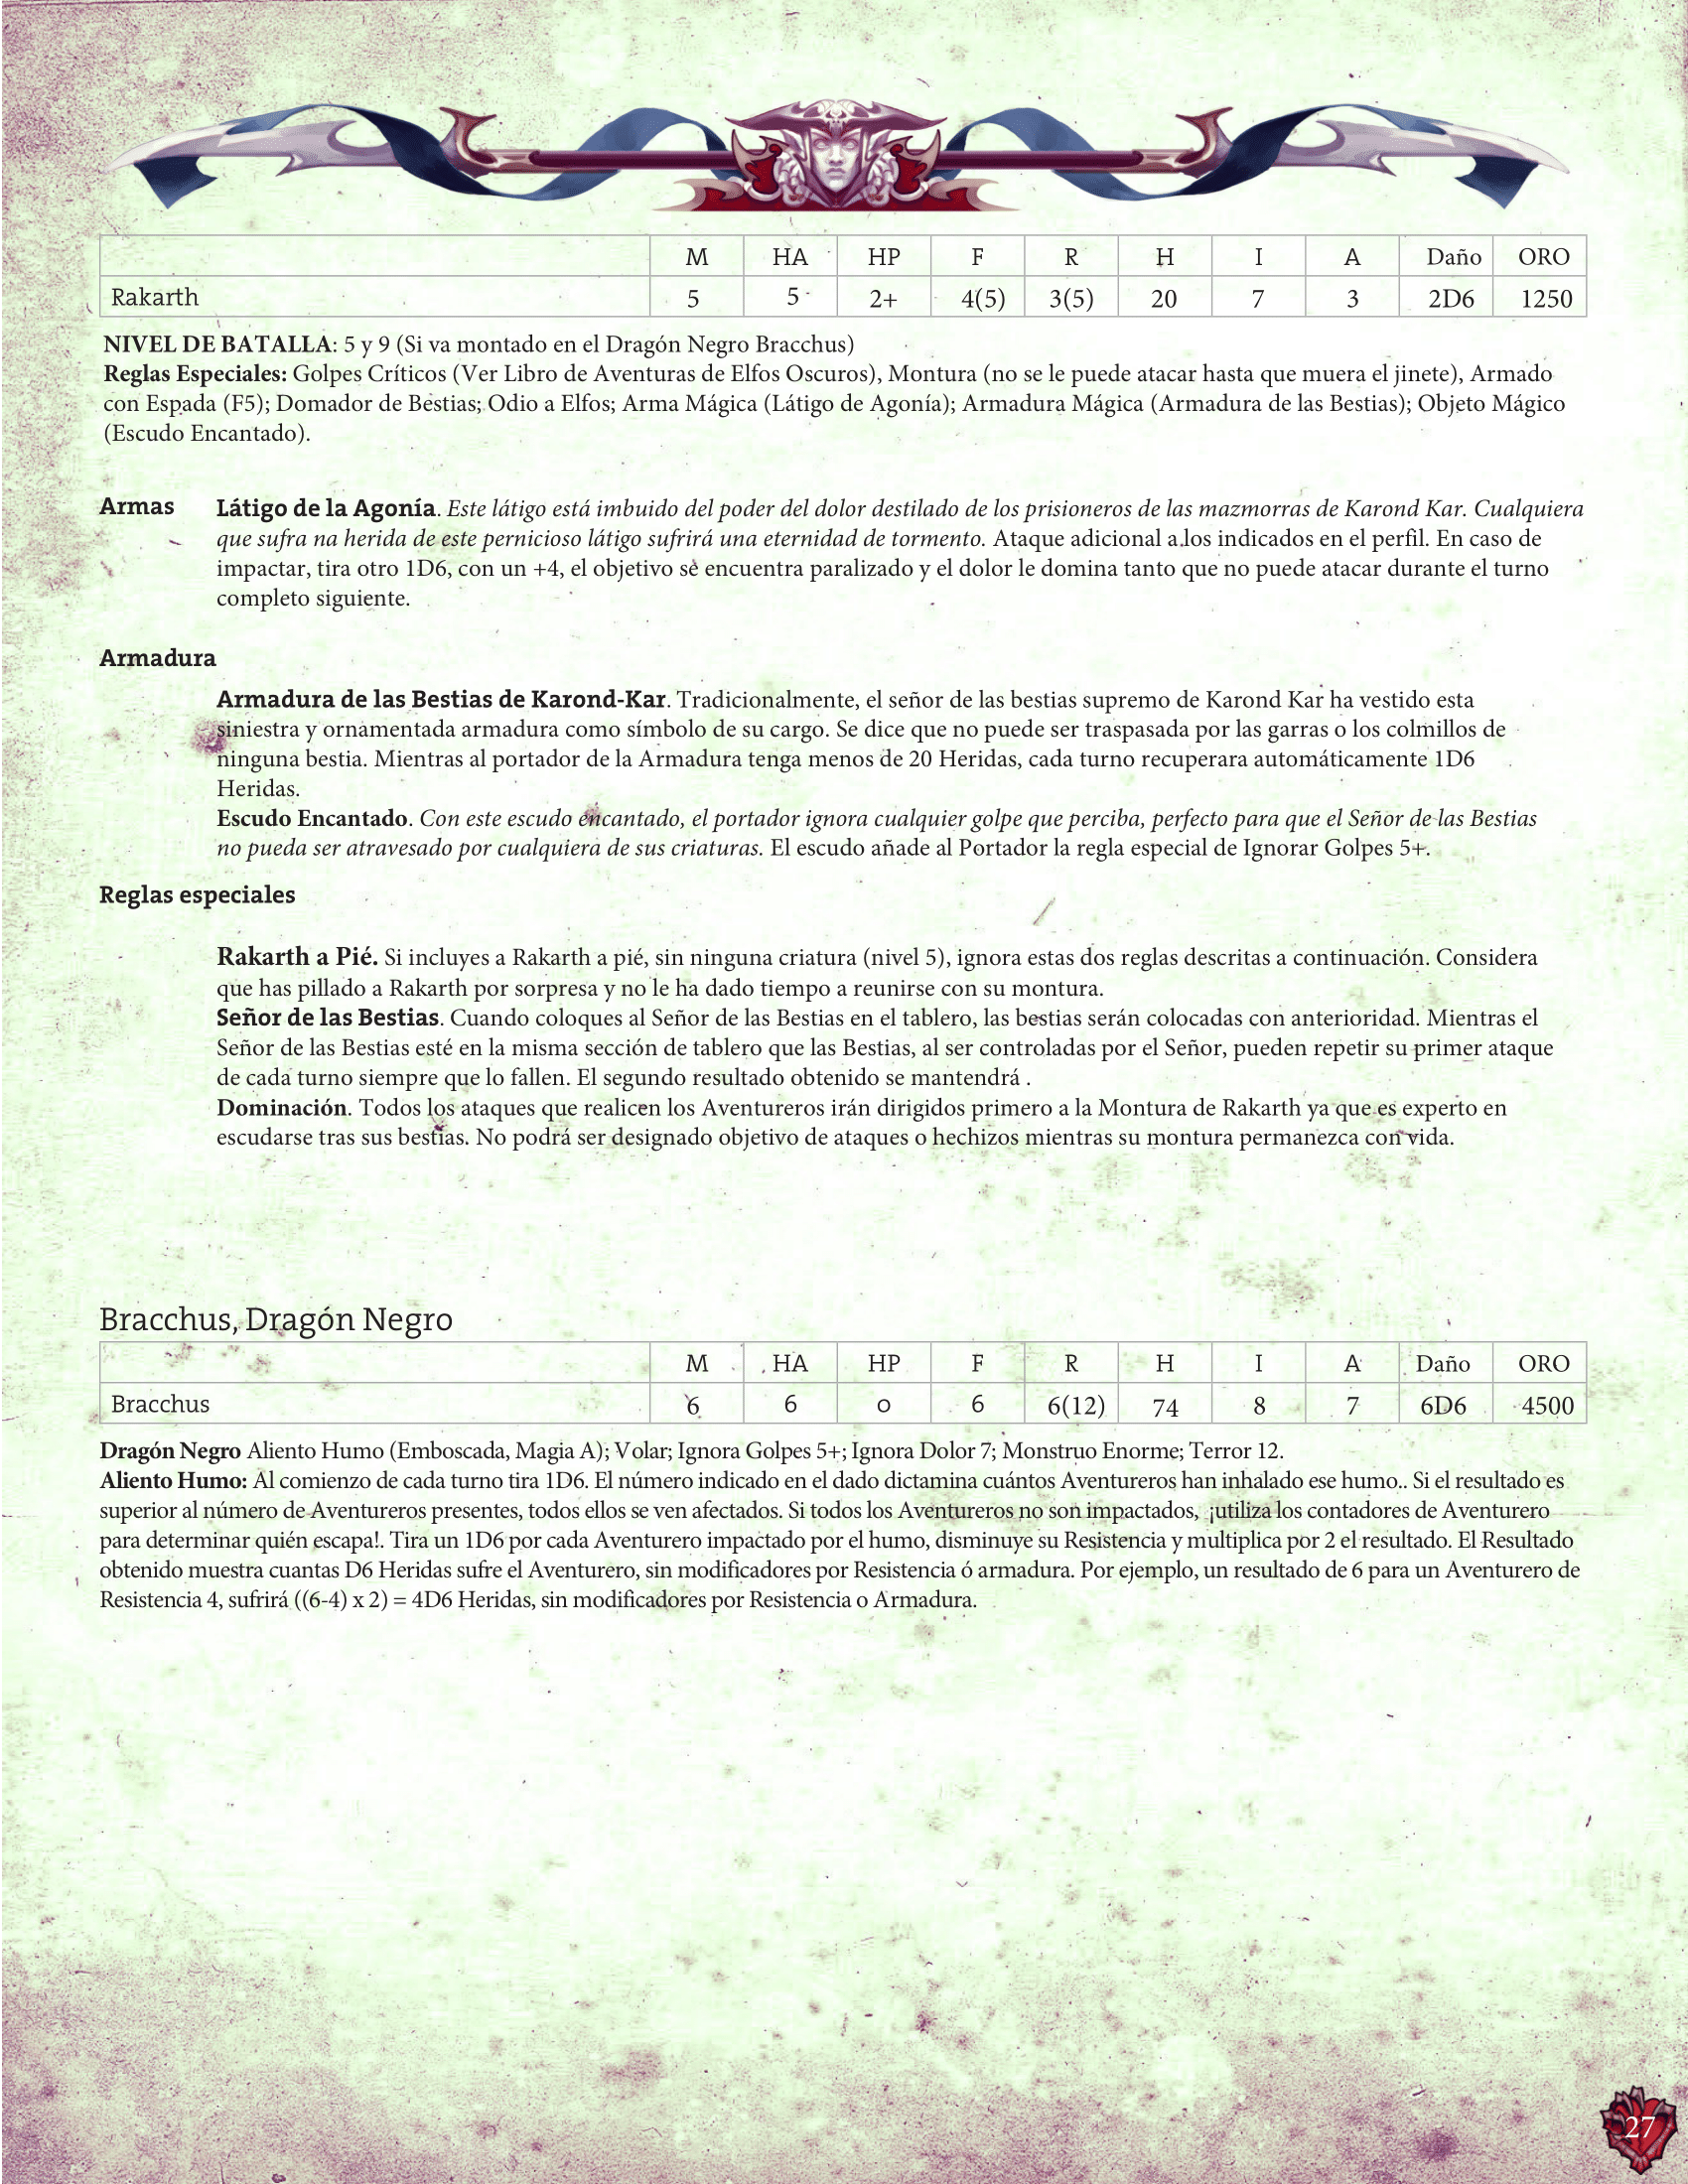 M HA HP F R H I A Daño ORO
Rakarth 5 5 2+ 4(5) 3(5) 20 7 3 2D6 1250
NIVEL DE BATALLA: 5 y 9 (Si va montado en el Dragón Negro Bracchus)
Reglas Especiales: Golpes Críticos (Ver Libro de Aventuras de Elfos Oscuros), Montura (no se le puede atacar hasta que muera el jinete), Armado
con Espada (F5); Domador de Bestias; Odio a Elfos; Arma Mágica (Látigo de Agonía); Armadura Mágica (Armadura de las Bestias); Objeto Mágico
(Escudo Encantado).
Armas Látigo de la Agonía. Este látigo está imbuido del poder del dolor destilado de los prisioneros de las mazmorras de Karond Kar. Cualquiera
que sufra na herida de este pernicioso látigo sufrirá una eternidad de tormento. Ataque adicional a los indicados en el perfil. En caso de
impactar, tira otro 1D6, con un +4, el objetivo se encuentra paralizado y el dolor le domina tanto que no puede atacar durante el turno
completo siguiente.
Armadura
Armadura de las Bestias de Karond-Kar. Tradicionalmente, el señor de las bestias supremo de Karond Kar ha vestido esta
siniestra y ornamentada armadura como símbolo de su cargo. Se dice que no puede ser traspasada por las garras o los colmillos de
ninguna bestia. Mientras al portador de la Armadura tenga menos de 20 Heridas, cada turno recuperara automáticamente 1D6
Heridas.
Escudo Encantado. Con este escudo encantado, el portador ignora cualquier golpe que perciba, perfecto para que el Señor de las Bestias
no pueda ser atravesado por cualquiera de sus criaturas. El escudo añade al Portador la regla especial de Ignorar Golpes 5+.
Reglas especiales
Rakarth a Pié. Si incluyes a Rakarth a pié, sin ninguna criatura (nivel 5), ignora estas dos reglas descritas a continuación. Considera
que has pillado a Rakarth por sorpresa y no le ha dado tiempo a reunirse con su montura.
Señor de las Bestias. Cuando coloques al Señor de las Bestias en el tablero, las bestias serán colocadas con anterioridad. Mientras el
Señor de las Bestias esté en la misma sección de tablero que las Bestias, al ser controladas por el Señor, pueden repetir su primer ataque
de cada turno siempre que lo fallen. El segundo resultado obtenido se mantendrá .
Dominación. Todos los ataques que realicen los Aventureros irán dirigidos primero a la Montura de Rakarth ya que es experto en
escudarse tras sus bestias. No podrá ser designado objetivo de ataques o hechizos mientras su montura permanezca con vida.
Bracchus, Dragón Negro
M HA HP F R H I A Daño ORO
Bracchus 6 6 0 6 6(12) 74 8 7 6D6 4500
Dragón Negro Aliento Humo (Emboscada, Magia A); Volar; Ignora Golpes 5+; Ignora Dolor 7; Monstruo Enorme; Terror 12.
Aliento Humo: Al comienzo de cada turno tira 1D6. El número indicado en el dado dictamina cuántos Aventureros han inhalado ese humo.. Si el resultado es
superior al número de Aventureros presentes, todos ellos se ven afectados. Si todos los Aventureros no son impactados, ¡utiliza los contadores de Aventurero
para determinar quién escapa!. Tira un 1D6 por cada Aventurero impactado por el humo, disminuye su Resistencia y multiplica por 2 el resultado. El Resultado
obtenido muestra cuantas D6 Heridas sufre el Aventurero, sin modificadores por Resistencia ó armadura. Por ejemplo, un resultado de 6 para un Aventurero de
Resistencia 4, sufrirá ((6-4) x 2) = 4D6 Heridas, sin modificadores por Resistencia o Armadura.
27